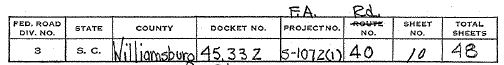 F.A. Rd.
FED. ROAD DIV. NO. STATE COUNTY DOCKET NO. PROJECT NO. ROUTE NO. SHEET NO. TOTAL SHEETS
3 S. C. Williamsburg 45.332 S-1072(1) 40 10 48